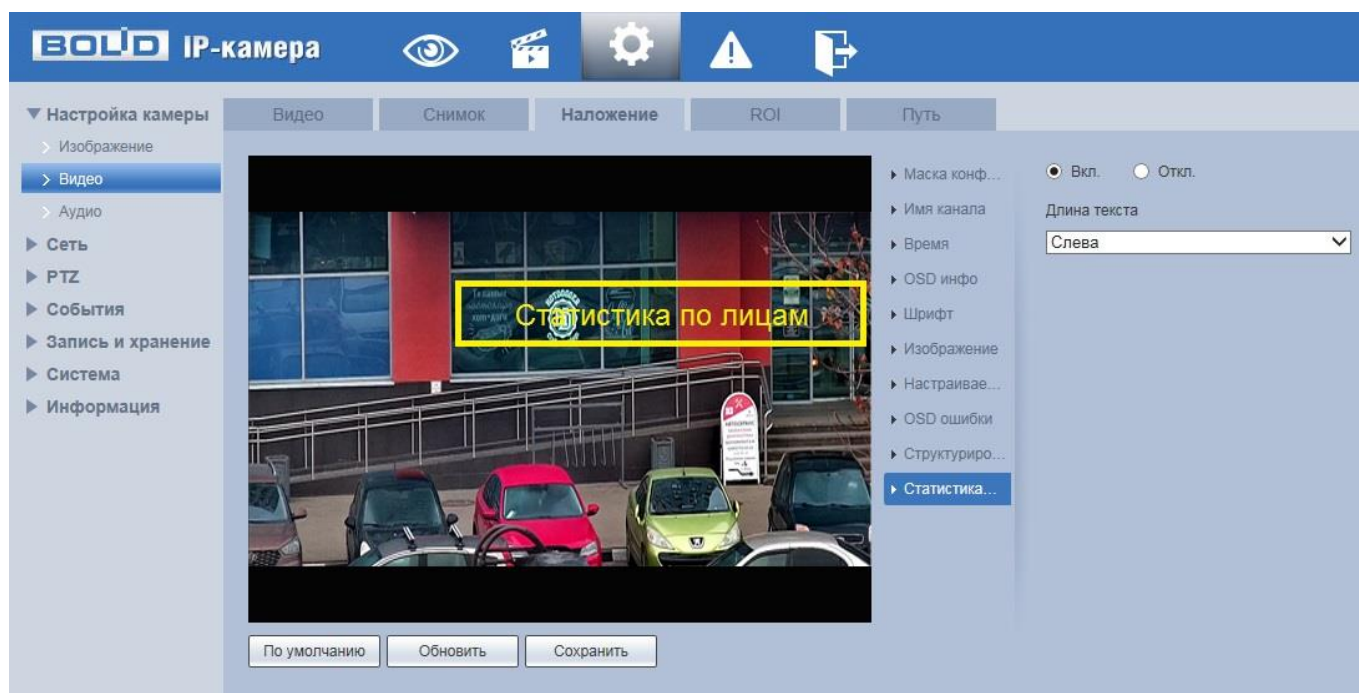 BOLID IP-камера
Настройка камеры
Изображение
Видео
Аудио
Сеть
PTZ
События
Запись и хранение
Система
Информация
Видео
Снимок
Наложение
ROI
Путь
Статистика по лицам
АВТОСЕРВИС
Маска конф...
Имя канала
Время
OSD инфо
Шрифт
Изображение
Настраивае...
OSD ошибки
Структуриро...
Статистика...
Вкл.
Откл.
Длина текста
Слева
По умолчанию
Обновить
Сохранить